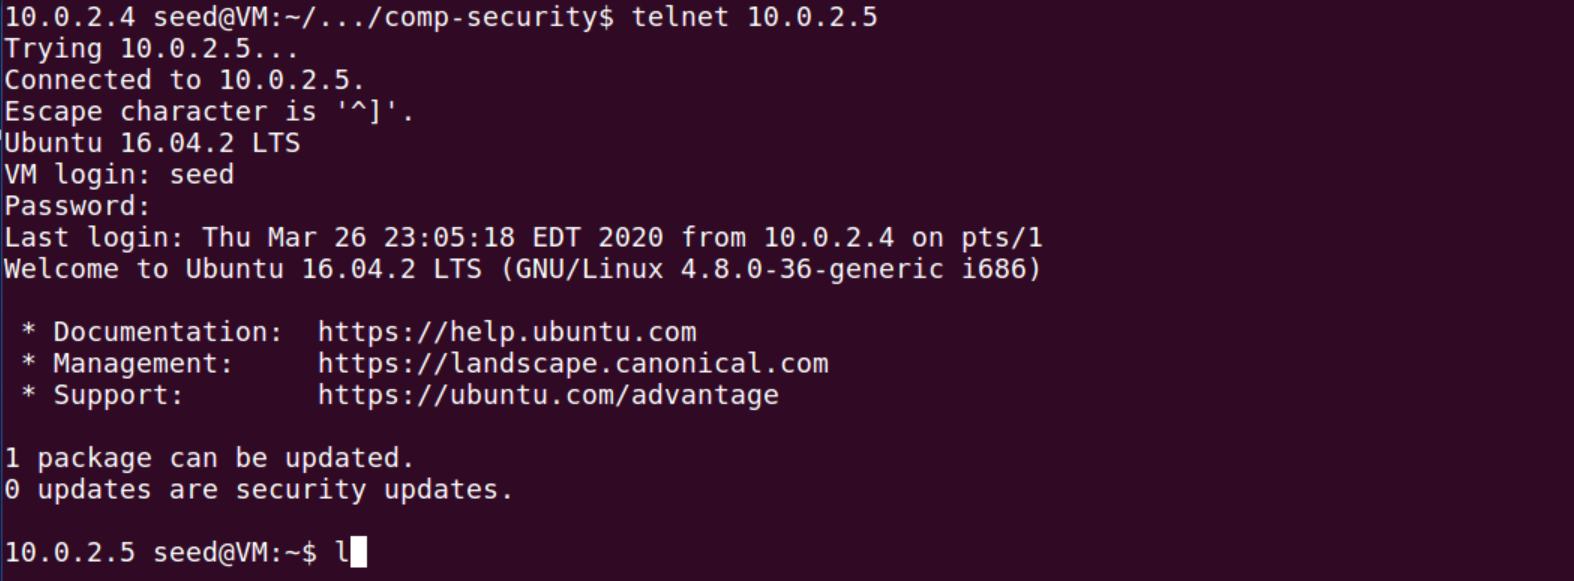 10.0.2.4 seed@VM:~/.../comp-security$ telnet 10.0.2.5
Trying 10.0.2.5...
Connected to 10.0.2.5.
Escape character is '^]'.
Ubuntu 16.04.2 LTS
VM login: seed
Password:
Last login: Thu Mar 26 23:05:18 EDT 2020 from 10.0.2.4 on pts/1
Welcome to Ubuntu 16.04.2 LTS (GNU/Linux 4.8.0-36-generic i686)

 * Documentation:  https://help.ubuntu.com
 * Management:     https://landscape.canonical.com
 * Support:        https://ubuntu.com/advantage

1 package can be updated.
0 updates are security updates.

10.0.2.5 seed@VM:~$ l